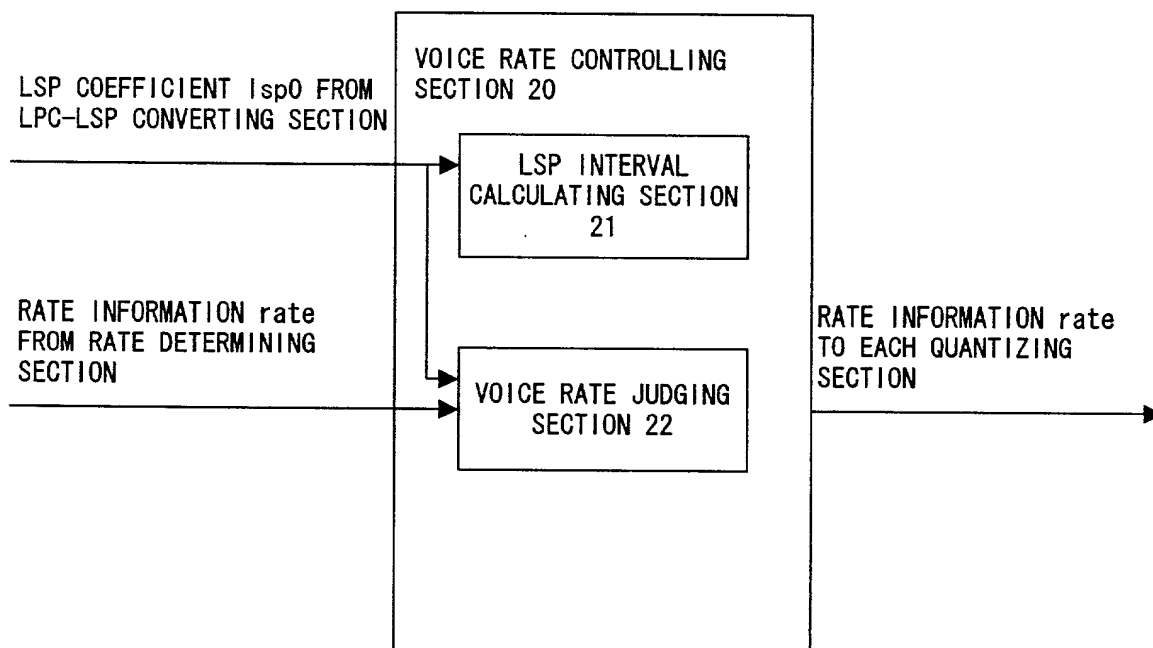 VOICE RATE CONTROLLING
SECTION 20
LSP COEFFICIENT lsp0 FROM
LPC-LSP CONVERTING SECTION
LSP INTERVAL
CALCULATING SECTION
21
RATE INFORMATION rate
FROM RATE DETERMINING
SECTION
VOICE RATE JUDGING
SECTION 22
RATE INFORMATION rate
TO EACH QUANTIZING
SECTION